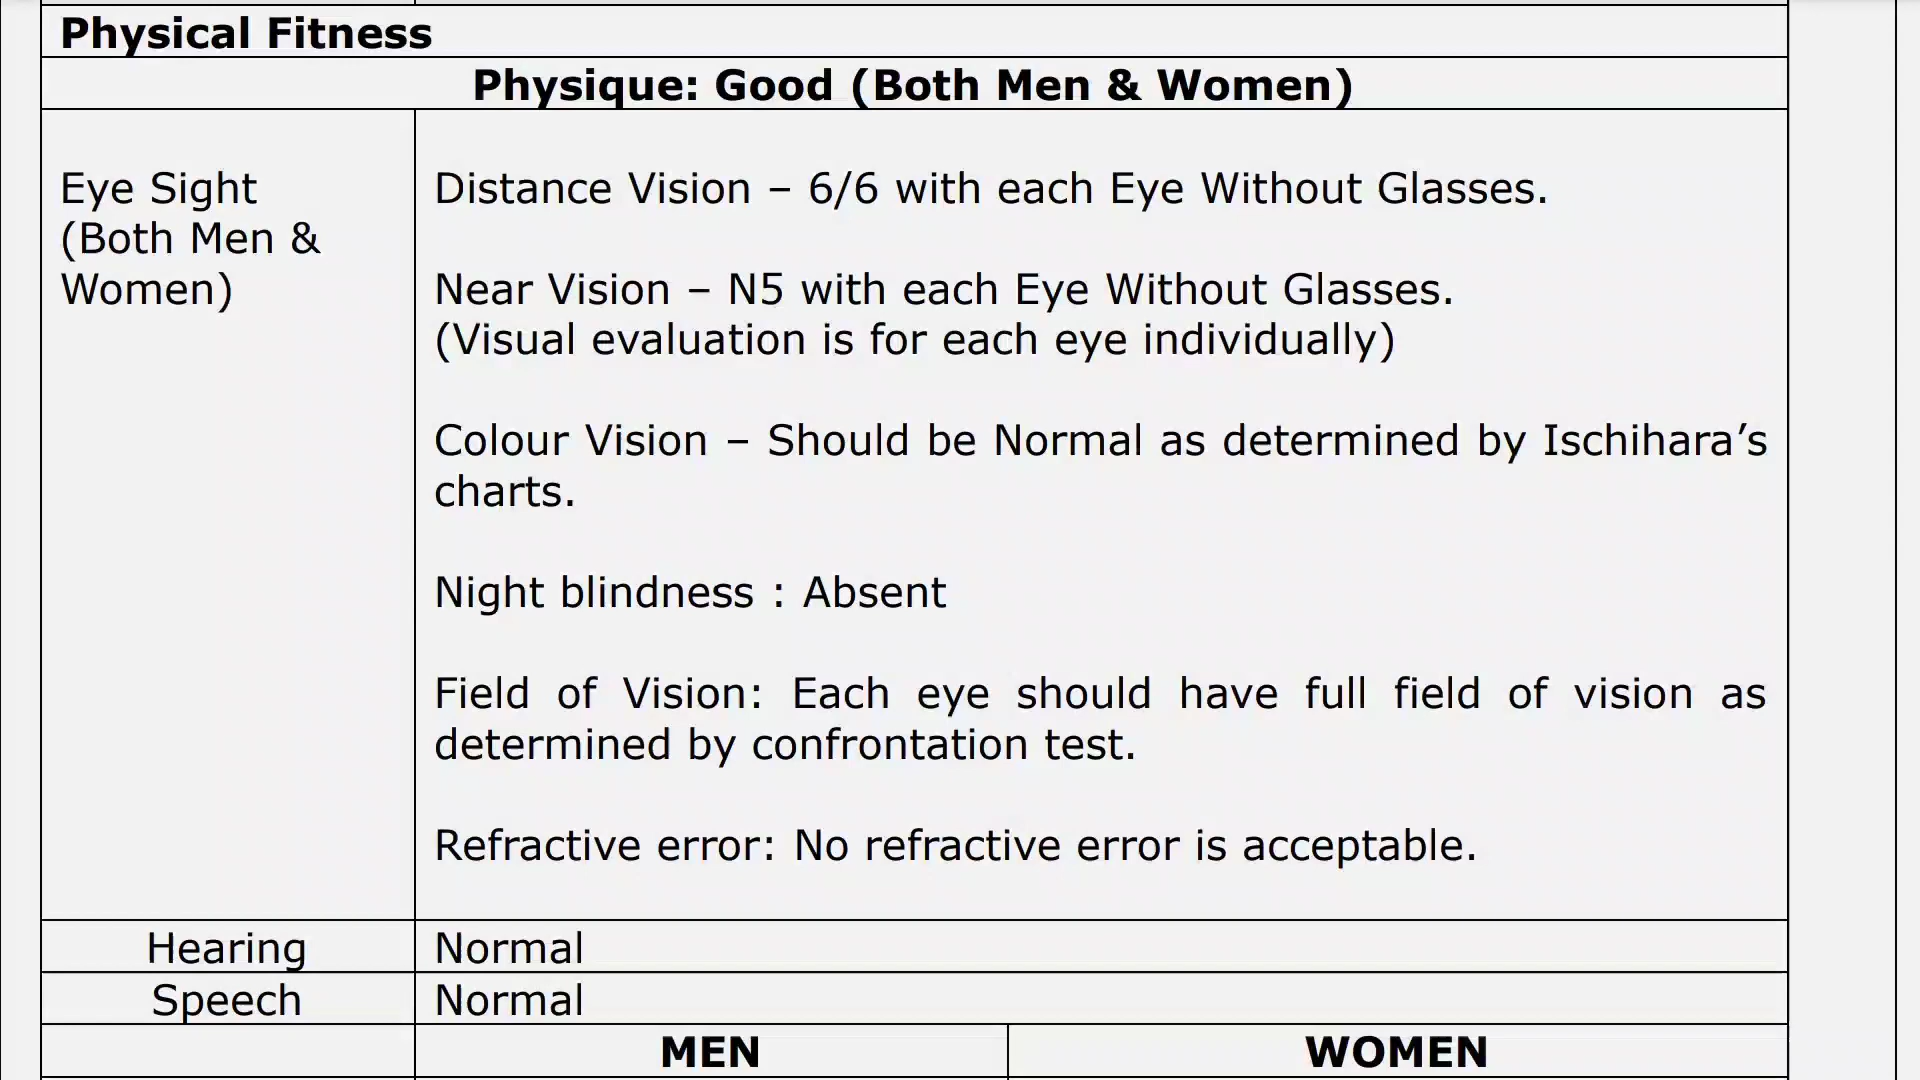 Physical Fitness
Physique: Good (Both Men & Women)
Eye Sight
(Both Men &
Women)
Distance Vision – 6/6 with each Eye Without Glasses.
Near Vision – N5 with each Eye Without Glasses.
(Visual evaluation is for each eye individually)
Colour Vision – Should be Normal as determined by Ischihara’s
charts.
Night blindness : Absent
Field of Vision: Each eye should have full field of vision as
determined by confrontation test.
Refractive error: No refractive error is acceptable.
Hearing
Normal
Speech
Normal
MEN
WOMEN